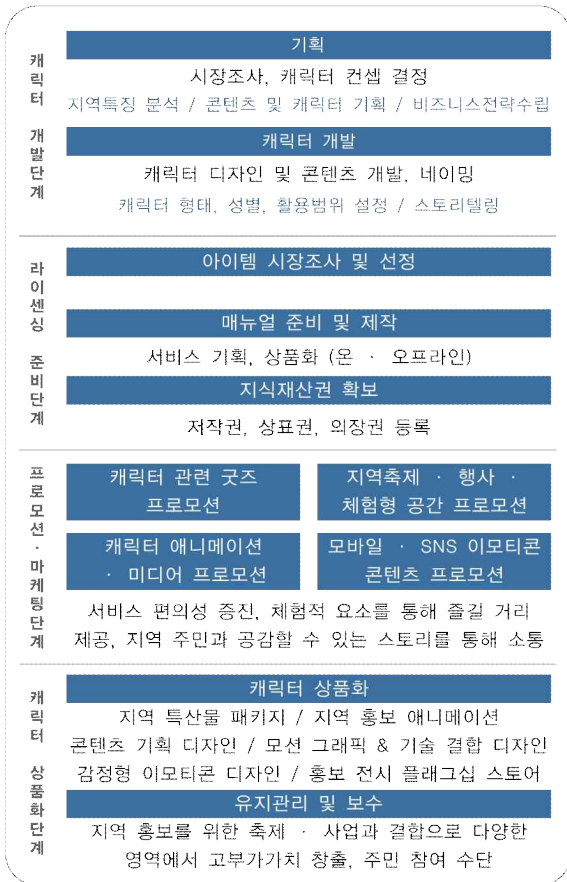 캐릭터 개발단계
기획
시장조사, 캐릭터 컨셉 결정
지역특징 분석 / 콘텐츠 및 캐릭터 기획 / 비즈니스전략수립
캐릭터 개발
캐릭터 디자인 및 콘텐츠 개발, 네이밍
캐릭터 형태, 성별, 활용범위 설정 / 스토리텔링
라이센싱 준비단계
아이템 시장조사 및 선정
매뉴얼 준비 및 제작
서비스 기획, 상품화 (온 · 오프라인)
지식재산권 확보
저작권, 상표권, 의장권 등록
프로모션·마케팅단계
캐릭터 관련 굿즈
프로모션
지역축제 · 행사 ·
체험형 공간 프로모션
캐릭터 애니메이션
· 미디어 프로모션
모바일 · SNS 이모티콘
콘텐츠 프로모션
서비스 편의성 증진, 체험적 요소를 통해 즐길 거리
제공, 지역 주민과 공감할 수 있는 스토리를 통해 소통
캐릭터 상품화단계
캐릭터 상품화
지역 특산물 패키지 / 지역 홍보 애니메이션
콘텐츠 기획 디자인 / 모션 그래픽 & 기술 결합 디자인
감정형 이모티콘 디자인 / 홍보 전시 플래그십 스토어
유지관리 및 보수
지역 홍보를 위한 축제 · 사업과 결합으로 다양한
영역에서 고부가가치 창출, 주민 참여 수단